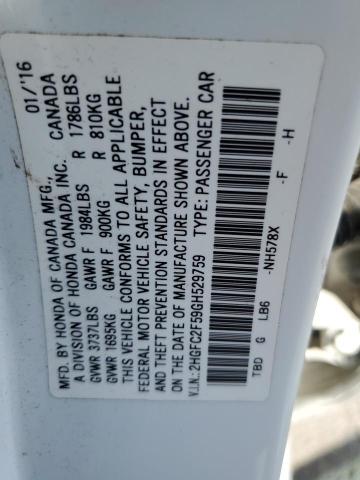 MFD. BY HONDA OF CANADA MFG., 01/'16
A DIVISION OF HONDA CANADA INC. CANADA
GVWR 3737LBS GAWR F 1984LBS R 1786LBS
GVWR 1695KG GAWR F 900KG R 810KG
THIS VEHICLE CONFORMS TO ALL APPLICABLE
FEDERAL MOTOR VEHICLE SAFETY, BUMPER,
AND THEFT PREVENTION STANDARDS IN EFFECT
ON THE DATE OF MANUFACTURE SHOWN ABOVE.
V.I.N.: 2HGFC2F59GH529759 TYPE: PASSENGER CAR
LB6 -NH578X -F -H
TBD G